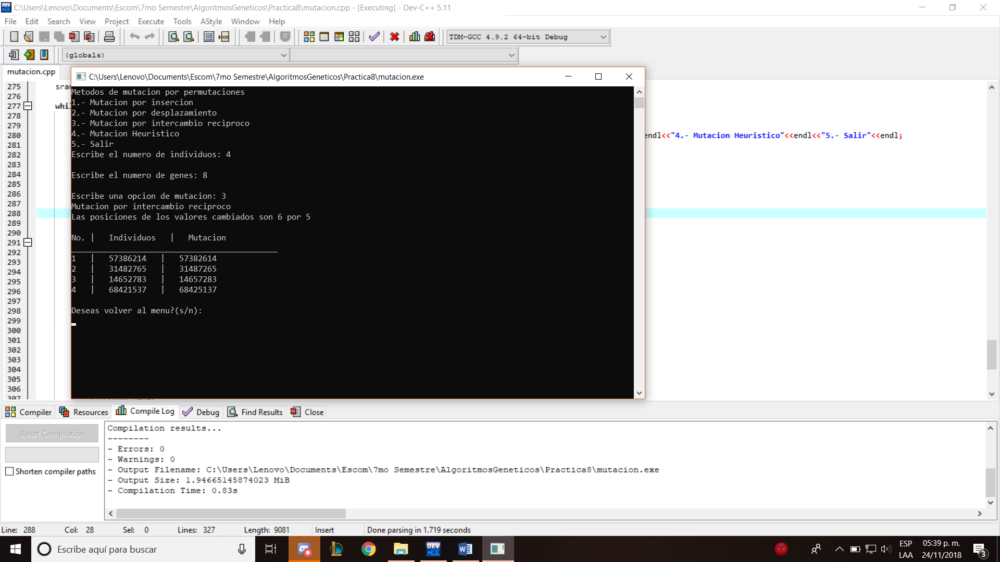 C:\Users\Lenovo\Documents\Escom\7mo Semestre\AlgoritmosGeneticos\Practica8\mutacion.cpp - [Executing] - Dev-C++ 5.11
File Edit Search View Project Execute Tools AStyle Window Help
TDM-GCC 4.9.2 64-bit Debug
(globals)
mutacion.cpp
C:\Users\Lenovo\Documents\Escom\7mo Semestre\AlgoritmosGeneticos\Practica8\mutacion.exe
275
276
277
278
279
280 endl<<"4.- Mutacion Heuristico"<<endl<<"5.- Salir"<<endl;
281
282
283
284
285
286
287
288
289
290
291
292
293
294
295
296
297
298
299
300
301
302
303
304
305
306
307
Metodos de mutacion por permutaciones
1.- Mutacion por insercion
2.- Mutacion por desplazamiento
3.- Mutacion por intercambio reciproco
4.- Mutacion Heuristico
5.- Salir
Escribe el numero de individuos: 4
Escribe el numero de genes: 8
Escribe una opcion de mutacion: 3
Mutacion por intercambio reciproco
Las posiciones de los valores cambiados son 6 por 5
No. | Individuos | Mutacion
1 | 57386214 | 57382614
2 | 31482765 | 31487265
3 | 14652783 | 14657283
4 | 68421537 | 68425137
Deseas volver al menu?(s/n):
Compiler Resources Compile Log Debug Find Results Close
Abort Compilation
Shorten compiler paths
Compilation results...
--------
- Errors: 0
- Warnings: 0
- Output Filename: C:\Users\Lenovo\Documents\Escom\7mo Semestre\AlgoritmosGeneticos\Practica8\mutacion.exe
- Output Size: 1.94665145874023 MiB
- Compilation Time: 0.83s
Line: 288 Col: 28 Sel: 0 Lines: 327 Length: 9081 Insert Done parsing in 1.719 seconds
Escribe aquí para buscar
DEV C++
ESP
LAA
05:39 p. m.
24/11/2018
3